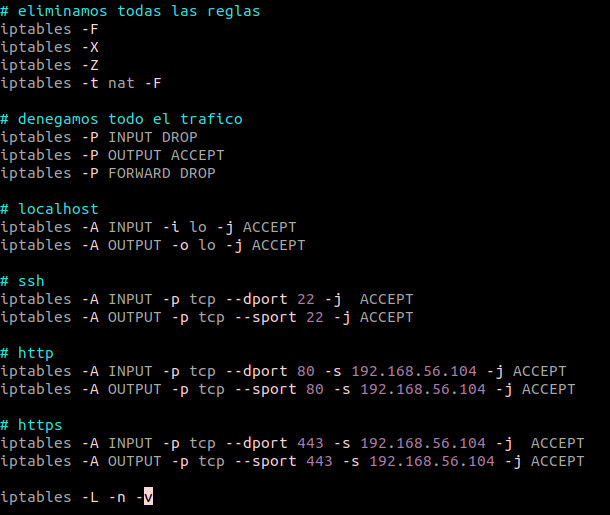 # eliminamos todas las reglas
iptables -F
iptables -X
iptables -Z
iptables -t nat -F
# denegamos todo el trafico
iptables -P INPUT DROP
iptables -P OUTPUT ACCEPT
iptables -P FORWARD DROP
# localhost
iptables -A INPUT -i lo -j ACCEPT
iptables -A OUTPUT -o lo -j ACCEPT
# ssh
iptables -A INPUT -p tcp --dport 22 -j  ACCEPT
iptables -A OUTPUT -p tcp --sport 22 -j ACCEPT
# http
iptables -A INPUT -p tcp --dport 80 -s 192.168.56.104 -j ACCEPT
iptables -A OUTPUT -p tcp --sport 80 -s 192.168.56.104 -j ACCEPT
# https
iptables -A INPUT -p tcp --dport 443 -s 192.168.56.104 -j  ACCEPT
iptables -A OUTPUT -p tcp --sport 443 -s 192.168.56.104 -j ACCEPT
iptables -L -n -v